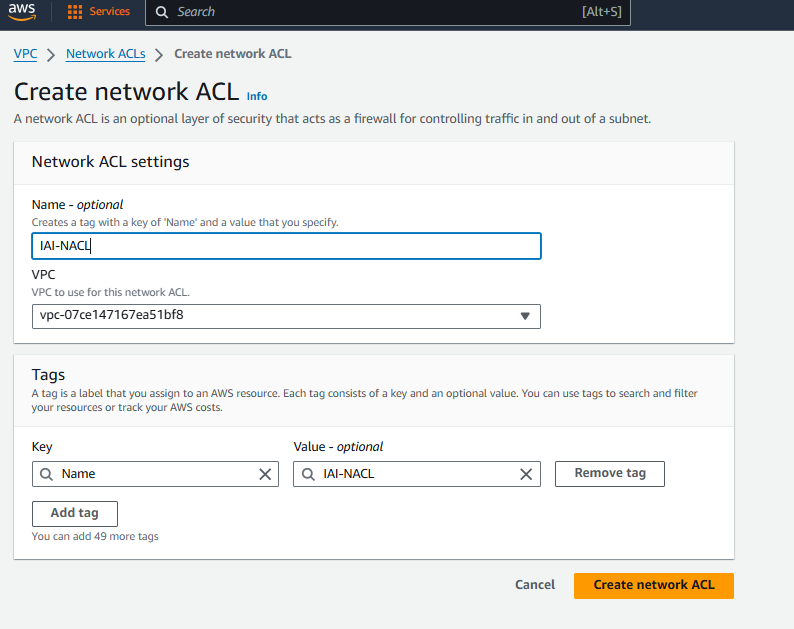 aws
Services
Search
[Alt+S]
VPC
Network ACLs
Create network ACL
Create network ACL Info
A network ACL is an optional layer of security that acts as a firewall for controlling traffic in and out of a subnet.
Network ACL settings
Name - optional
Creates a tag with a key of 'Name' and a value that you specify.
IAI-NACL
VPC
VPC to use for this network ACL.
vpc-07ce147167ea51bf8
Tags
A tag is a label that you assign to an AWS resource. Each tag consists of a key and an optional value. You can use tags to search and filter
your resources or track your AWS costs.
Key
Value - optional
Name
IAI-NACL
Remove tag
Add tag
You can add 49 more tags
Cancel
Create network ACL